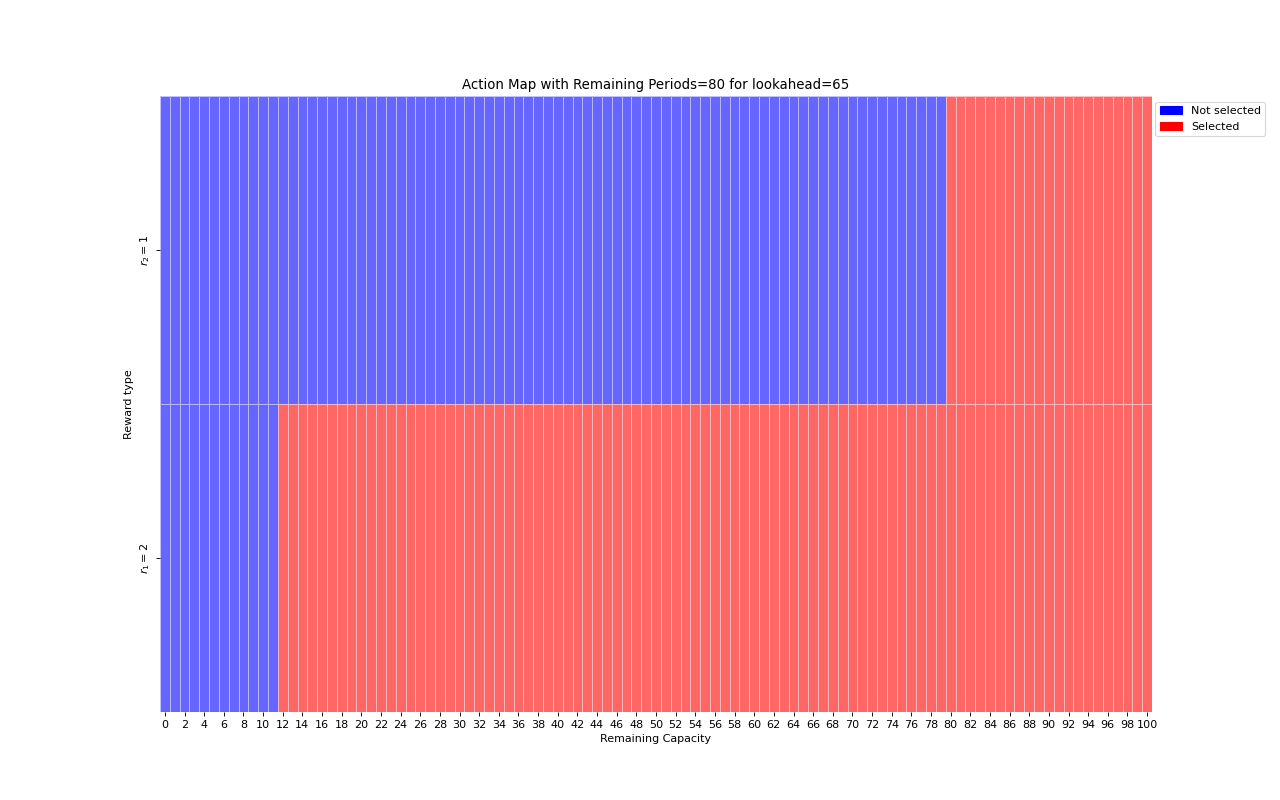 Action Map with Remaining Periods=80 for lookahead=65
Not selected
Selected
r₂ = 1
Reward type
r₁ = 2
0 2 4 6 8 10 12 14 16 18 20 22 24 26 28 30 32 34 36 38 40 42 44 46 48 50 52 54 56 58 60 62 64 66 68 70 72 74 76 78 80 82 84 86 88 90 92 94 96 98 100
Remaining Capacity